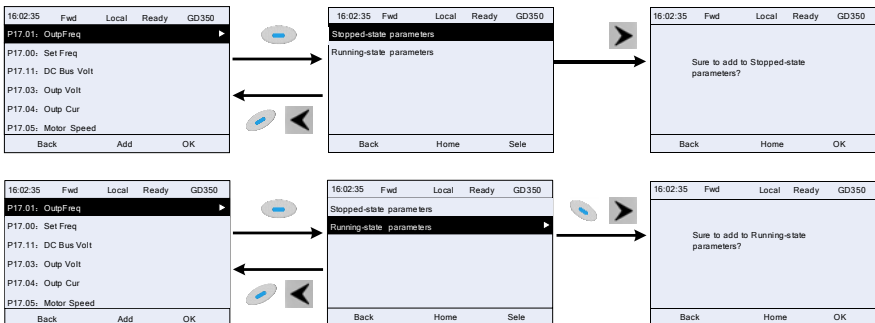 16:02:35 Fwd Local Ready GD350
P17.01: OutpFreq
P17.00: Set Freq
P17.11: DC Bus Volt
P17.03: Outp Volt
P17.04: Outp Cur
P17.05: Motor Speed
Back Add OK
16:02:35 Fwd Local Ready GD350
Stopped-state parameters
Running-state parameters
Back Home Sele
16:02:35 Fwd Local Ready GD350
Sure to add to Stopped-state
parameters?
Back Home OK
16:02:35 Fwd Local Ready GD350
P17.01: OutpFreq
P17.00: Set Freq
P17.11: DC Bus Volt
P17.03: Outp Volt
P17.04: Outp Cur
P17.05: Motor Speed
Back Add OK
16:02:35 Fwd Local Ready GD350
Stopped-state parameters
Running-state parameters
Back Home Sele
16:02:35 Fwd Local Ready GD350
Sure to add to Running-state
parameters?
Back Home OK